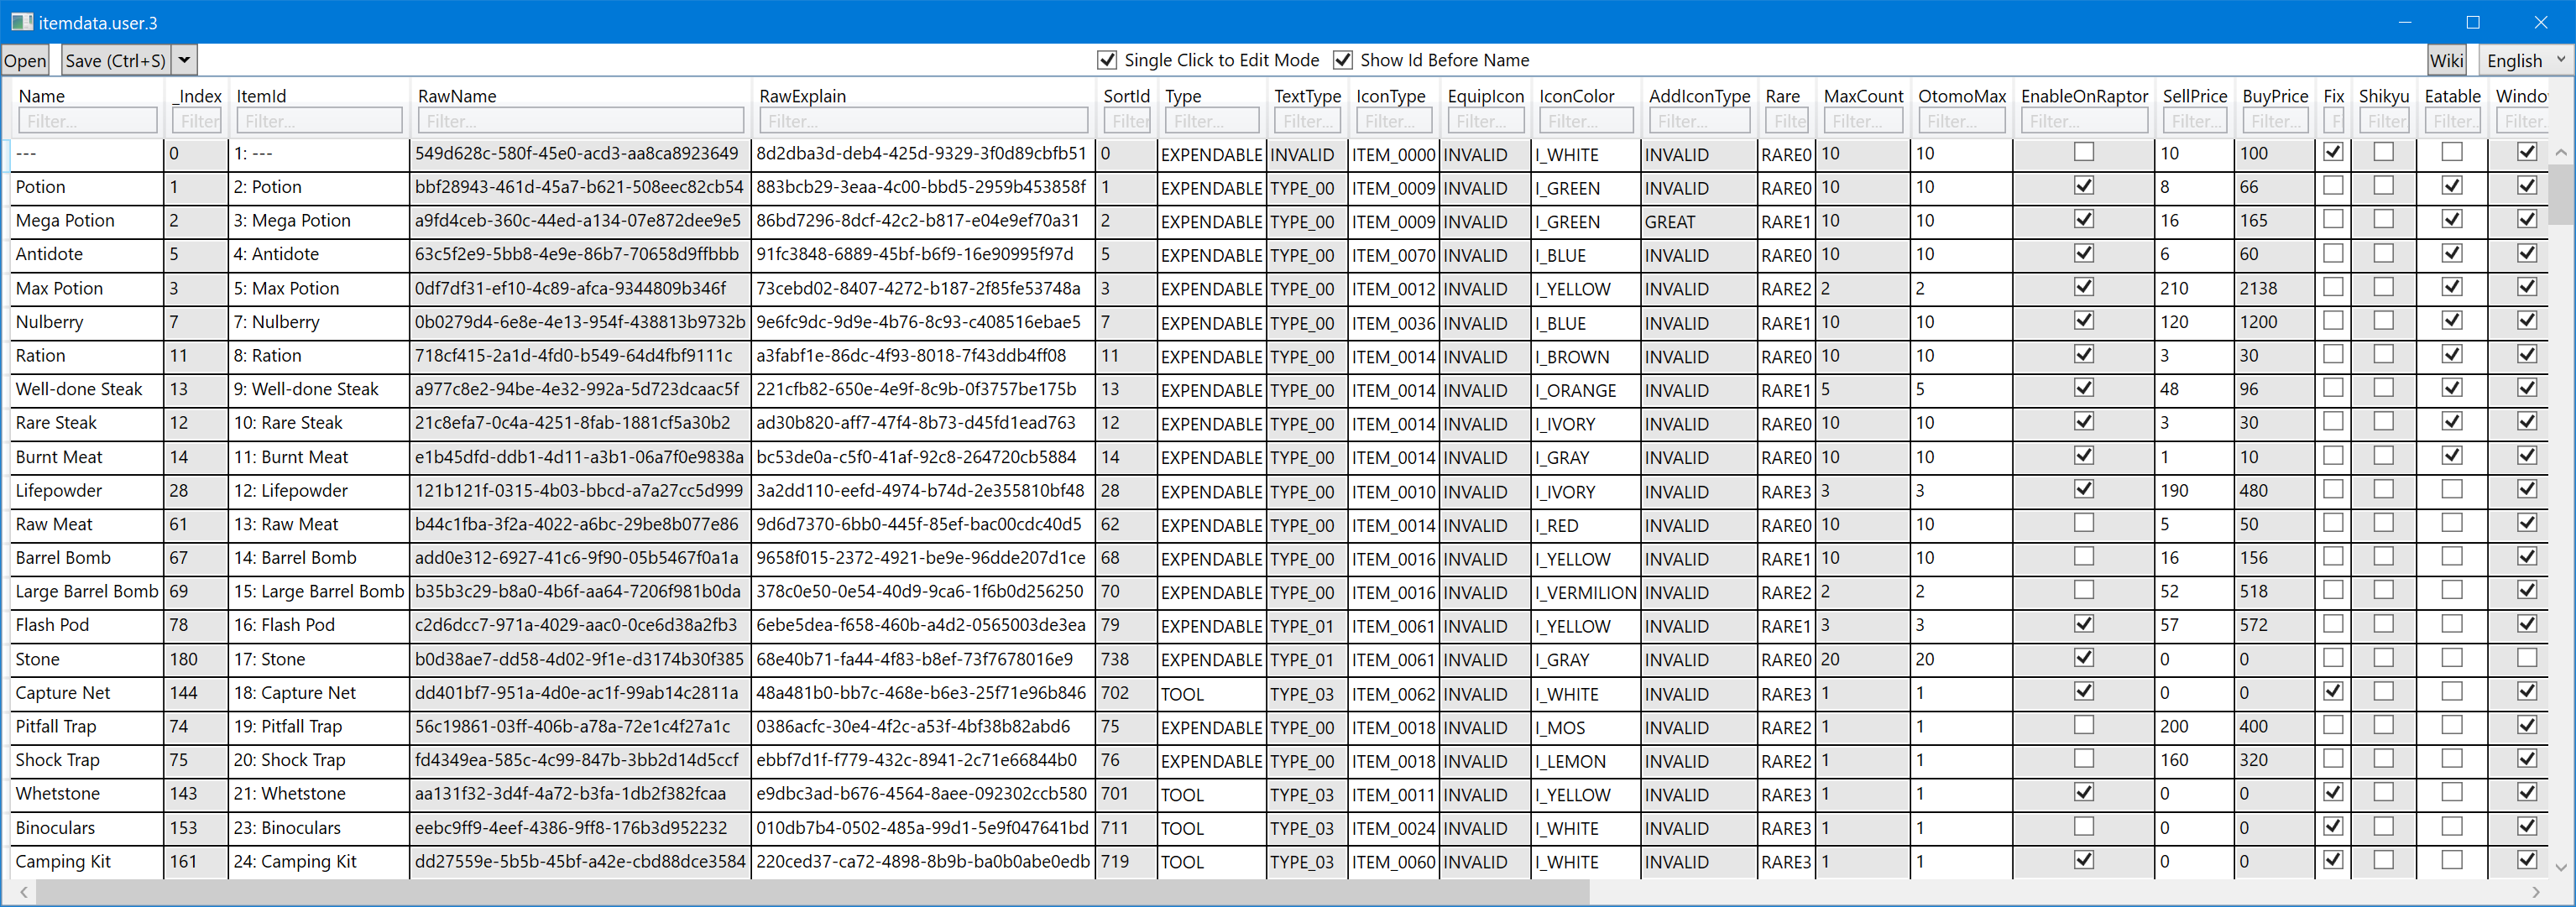 itemdata.user.3
Open Save (Ctrl+S) Single Click to Edit Mode Show Id Before Name Wiki English
Name _Index ItemId RawName RawExplain SortId Type TextType IconType EquipIcon IconColor AddIconType Rare MaxCount OtomoMax EnableOnRaptor SellPrice BuyPrice Fix Shikyu Eatable Windo
Filter... Filter Filter... Filter... Filter... Filter Filter... Filter... Filter... Filter... Filter... Filter... Filte Filter... Filter... Filter... Filter... Filter... F Filter Filter... Filter...
--- 0 1: --- 549d628c-580f-45e0-acd3-aa8ca8923649 8d2dba3d-deb4-425d-9329-3f0d89cbfb51 0 EXPENDABLE INVALID ITEM_0000 INVALID I_WHITE INVALID RARE0 10 10 10 100
Potion 1 2: Potion bbf28943-461d-45a7-b621-508eec82cb54 883bcb29-3eaa-4c00-bbd5-2959b453858f 1 EXPENDABLE TYPE_00 ITEM_0009 INVALID I_GREEN INVALID RARE0 10 10 8 66
Mega Potion 2 3: Mega Potion a9fd4ceb-360c-44ed-a134-07e872dee9e5 86bd7296-8dcf-42c2-b817-e04e9ef70a31 2 EXPENDABLE TYPE_00 ITEM_0009 INVALID I_GREEN GREAT RARE1 10 10 16 165
Antidote 5 4: Antidote 63c5f2e9-5bb8-4e9e-86b7-70658d9ffbbb 91fc3848-6889-45bf-b6f9-16e90995f97d 5 EXPENDABLE TYPE_00 ITEM_0070 INVALID I_BLUE INVALID RARE0 10 10 6 60
Max Potion 3 5: Max Potion 0df7df31-ef10-4c89-afca-9344809b346f 73cebd02-8407-4272-b187-2f85fe53748a 3 EXPENDABLE TYPE_00 ITEM_0012 INVALID I_YELLOW INVALID RARE2 2 2 210 2138
Nulberry 7 7: Nulberry 0b0279d4-6e8e-4e13-954f-438813b9732b 9e6fc9dc-9d9e-4b76-8c93-c408516ebae5 7 EXPENDABLE TYPE_00 ITEM_0036 INVALID I_BLUE INVALID RARE1 10 10 120 1200
Ration 11 8: Ration 718cf415-2a1d-4fd0-b549-64d4fbf9111c a3fabf1e-86dc-4f93-8018-7f43ddb4ff08 11 EXPENDABLE TYPE_00 ITEM_0014 INVALID I_BROWN INVALID RARE0 10 10 3 30
Well-done Steak 13 9: Well-done Steak a977c8e2-94be-4e32-992a-5d723dcaac5f 221cfb82-650e-4e9f-8c9b-0f3757be175b 13 EXPENDABLE TYPE_00 ITEM_0014 INVALID I_ORANGE INVALID RARE1 5 5 48 96
Rare Steak 12 10: Rare Steak 21c8efa7-0c4a-4251-8fab-1881cf5a30b2 ad30b820-aff7-47f4-8b73-d45fd1ead763 12 EXPENDABLE TYPE_00 ITEM_0014 INVALID I_IVORY INVALID RARE0 10 10 3 30
Burnt Meat 14 11: Burnt Meat e1b45dfd-ddb1-4d11-a3b1-06a7f0e9838a bc53de0a-c5f0-41af-92c8-264720cb5884 14 EXPENDABLE TYPE_00 ITEM_0014 INVALID I_GRAY INVALID RARE0 10 10 1 10
Lifepowder 28 12: Lifepowder 121b121f-0315-4b03-bbcd-a7a27cc5d999 3a2dd110-eefd-4974-b74d-2e355810bf48 28 EXPENDABLE TYPE_00 ITEM_0010 INVALID I_IVORY INVALID RARE3 3 3 190 480
Raw Meat 61 13: Raw Meat b44c1fba-3f2a-4022-a6bc-29be8b077e86 9d6d7370-6bb0-445f-85ef-bac00cdc40d5 62 EXPENDABLE TYPE_00 ITEM_0014 INVALID I_RED INVALID RARE0 10 10 5 50
Barrel Bomb 67 14: Barrel Bomb add0e312-6927-41c6-9f90-05b5467f0a1a 9658f015-2372-4921-be9e-96dde207d1ce 68 EXPENDABLE TYPE_00 ITEM_0016 INVALID I_YELLOW INVALID RARE1 10 10 16 156
Large Barrel Bomb 69 15: Large Barrel Bomb b35b3c29-b8a0-4b6f-aa64-7206f981b0da 378c0e50-0e54-40d9-9ca6-1f6b0d256250 70 EXPENDABLE TYPE_00 ITEM_0016 INVALID I_VERMILION INVALID RARE2 2 2 52 518
Flash Pod 78 16: Flash Pod c2d6dcc7-971a-4029-aac0-0ce6d38a2fb3 6ebe5dea-f658-460b-a4d2-0565003de3ea 79 EXPENDABLE TYPE_01 ITEM_0061 INVALID I_YELLOW INVALID RARE1 3 3 57 572
Stone 180 17: Stone b0d38ae7-dd58-4d02-9f1e-d3174b30f385 68e40b71-fa44-4f83-b8ef-73f7678016e9 738 EXPENDABLE TYPE_01 ITEM_0061 INVALID I_GRAY INVALID RARE0 20 20 0 0
Capture Net 144 18: Capture Net dd401bf7-951a-4d0e-ac1f-99ab14c2811a 48a481b0-bb7c-468e-b6e3-25f71e96b846 702 TOOL TYPE_03 ITEM_0062 INVALID I_WHITE INVALID RARE3 1 1 0 0
Pitfall Trap 74 19: Pitfall Trap 56c19861-03ff-406b-a78a-72e1c4f27a1c 0386acfc-30e4-4f2c-a53f-4bf38b82abd6 75 EXPENDABLE TYPE_00 ITEM_0018 INVALID I_MOS INVALID RARE2 1 1 200 400
Shock Trap 75 20: Shock Trap fd4349ea-585c-4c99-847b-3bb2d14d5ccf ebbf7d1f-f779-432c-8941-2c71e66844b0 76 EXPENDABLE TYPE_00 ITEM_0018 INVALID I_LEMON INVALID RARE2 1 1 160 320
Whetstone 143 21: Whetstone aa131f32-3d4f-4a72-b3fa-1db2f382fcaa e9dbc3ad-b676-4564-8aee-092302ccb580 701 TOOL TYPE_03 ITEM_0011 INVALID I_YELLOW INVALID RARE3 1 1 0 0
Binoculars 153 23: Binoculars eebc9ff9-4eef-4386-9ff8-176b3d952232 010db7b4-0502-485a-99d1-5e9f047641bd 711 TOOL TYPE_03 ITEM_0024 INVALID I_WHITE INVALID RARE3 1 1 0 0
Camping Kit 161 24: Camping Kit dd27559e-5b5b-45bf-a42e-cbd88dce3584 220ced37-ca72-4898-8b9b-ba0b0abe0edb 719 TOOL TYPE_03 ITEM_0060 INVALID I_WHITE INVALID RARE3 1 1 0 0